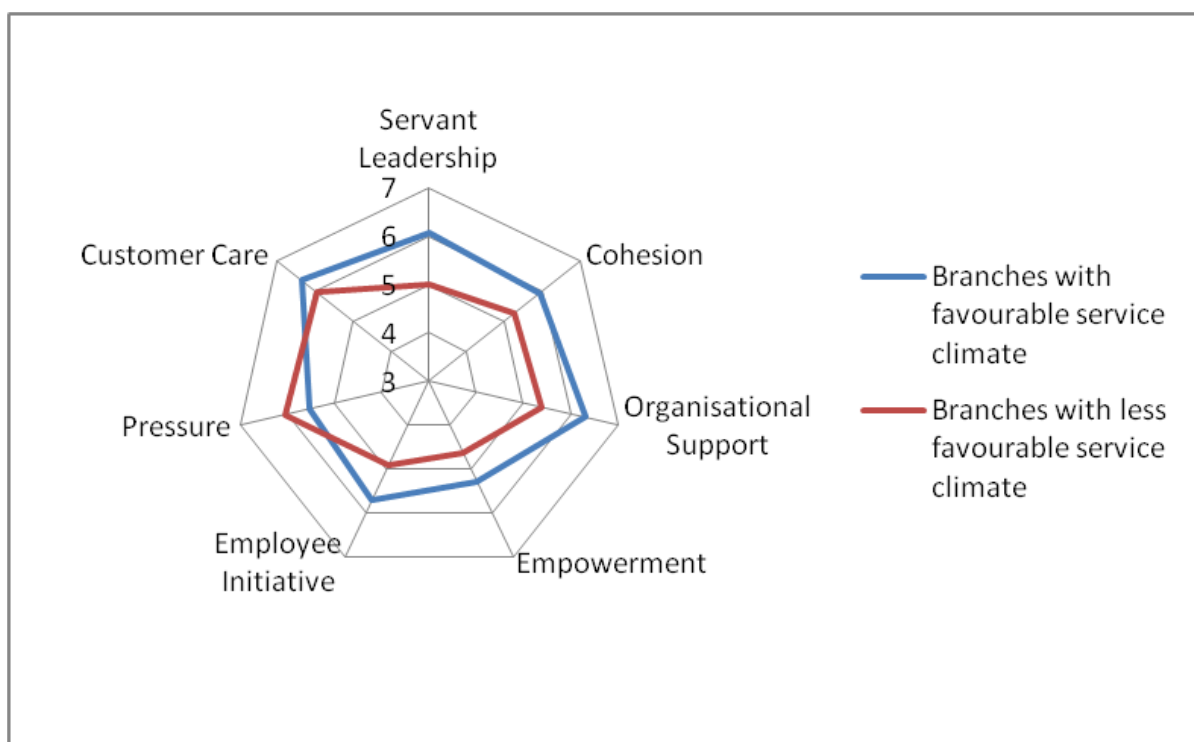 Servant
Leadership
7
6
5
4
3
Customer Care
Cohesion
Pressure
Organisational
Support
Employee
Initiative
Empowerment
Branches with
favourable service
climate
Branches with less
favourable service
climate